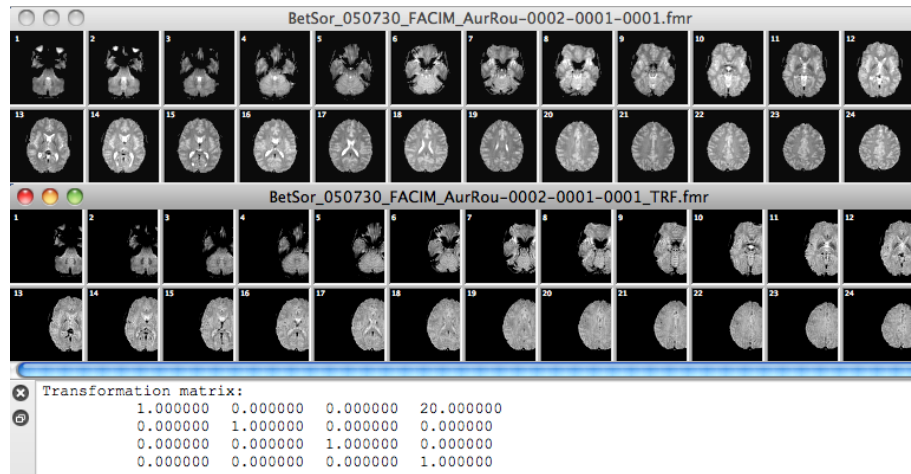 BetSor_050730_FACIM_AurRou-0002-0001-0001.fmr
1 2 3 4 5 6 7 8 9 10 11 12
13 14 15 16 17 18 19 20 21 22 23 24
BetSor_050730_FACIM_AurRou-0002-0001-0001_TRF.fmr
1 2 3 4 5 6 7 8 9 10 11 12
13 14 15 16 17 18 19 20 21 22 23 24
Transformation matrix:
1.000000 0.000000 0.000000 20.000000
0.000000 1.000000 0.000000 0.000000
0.000000 0.000000 1.000000 0.000000
0.000000 0.000000 0.000000 1.000000